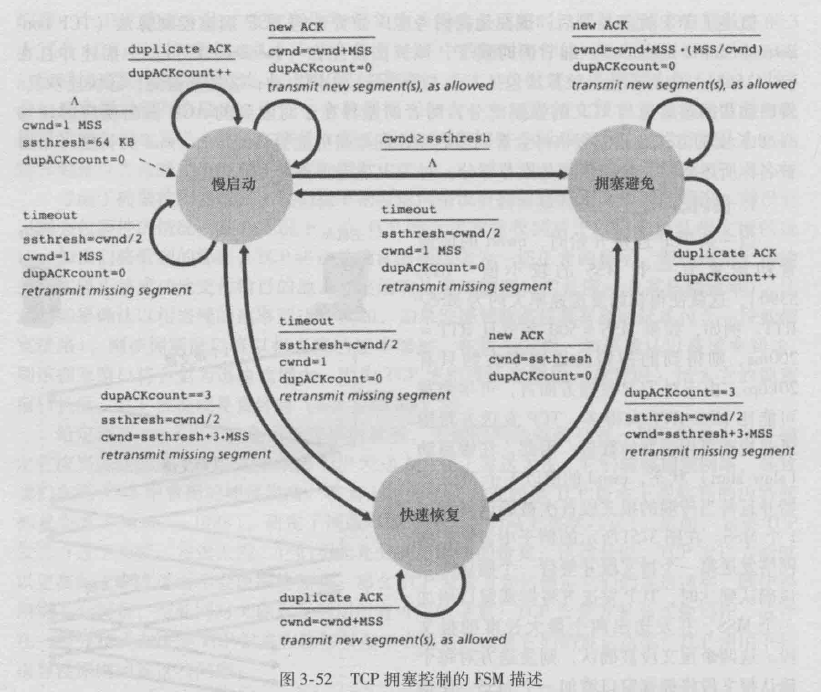 duplicate ACK
dupACKcount++
new ACK
cwnd=cwnd+MSS
dupACKcount=0
transmit new segment(s), as allowed
new ACK
cwnd=cwnd+MSS·(MSS/cwnd)
dupACKcount=0
transmit new segment(s), as allowed
Λ
cwnd=1 MSS
ssthresh=64 KB
dupACKcount=0
cwnd≥ssthresh
Λ
慢启动
拥塞避免
timeout
ssthresh=cwnd/2
cwnd=1 MSS
dupACKcount=0
retransmit missing segment
timeout
ssthresh=cwnd/2
cwnd=1 MSS
dupACKcount=0
retransmit missing segment
duplicate ACK
dupACKcount++
timeout
ssthresh=cwnd/2
cwnd=1
dupACKcount=0
retransmit missing segment
new ACK
cwnd=ssthresh
dupACKcount=0
dupACKcount==3
ssthresh=cwnd/2
cwnd=ssthresh+3·MSS
retransmit missing segment
dupACKcount==3
ssthresh=cwnd/2
cwnd=ssthresh+3·MSS
retransmit missing segment
快速恢复
duplicate ACK
cwnd=cwnd+MSS
transmit new segment(s), as allowed
图 3-52 TCP 拥塞控制的 FSM 描述